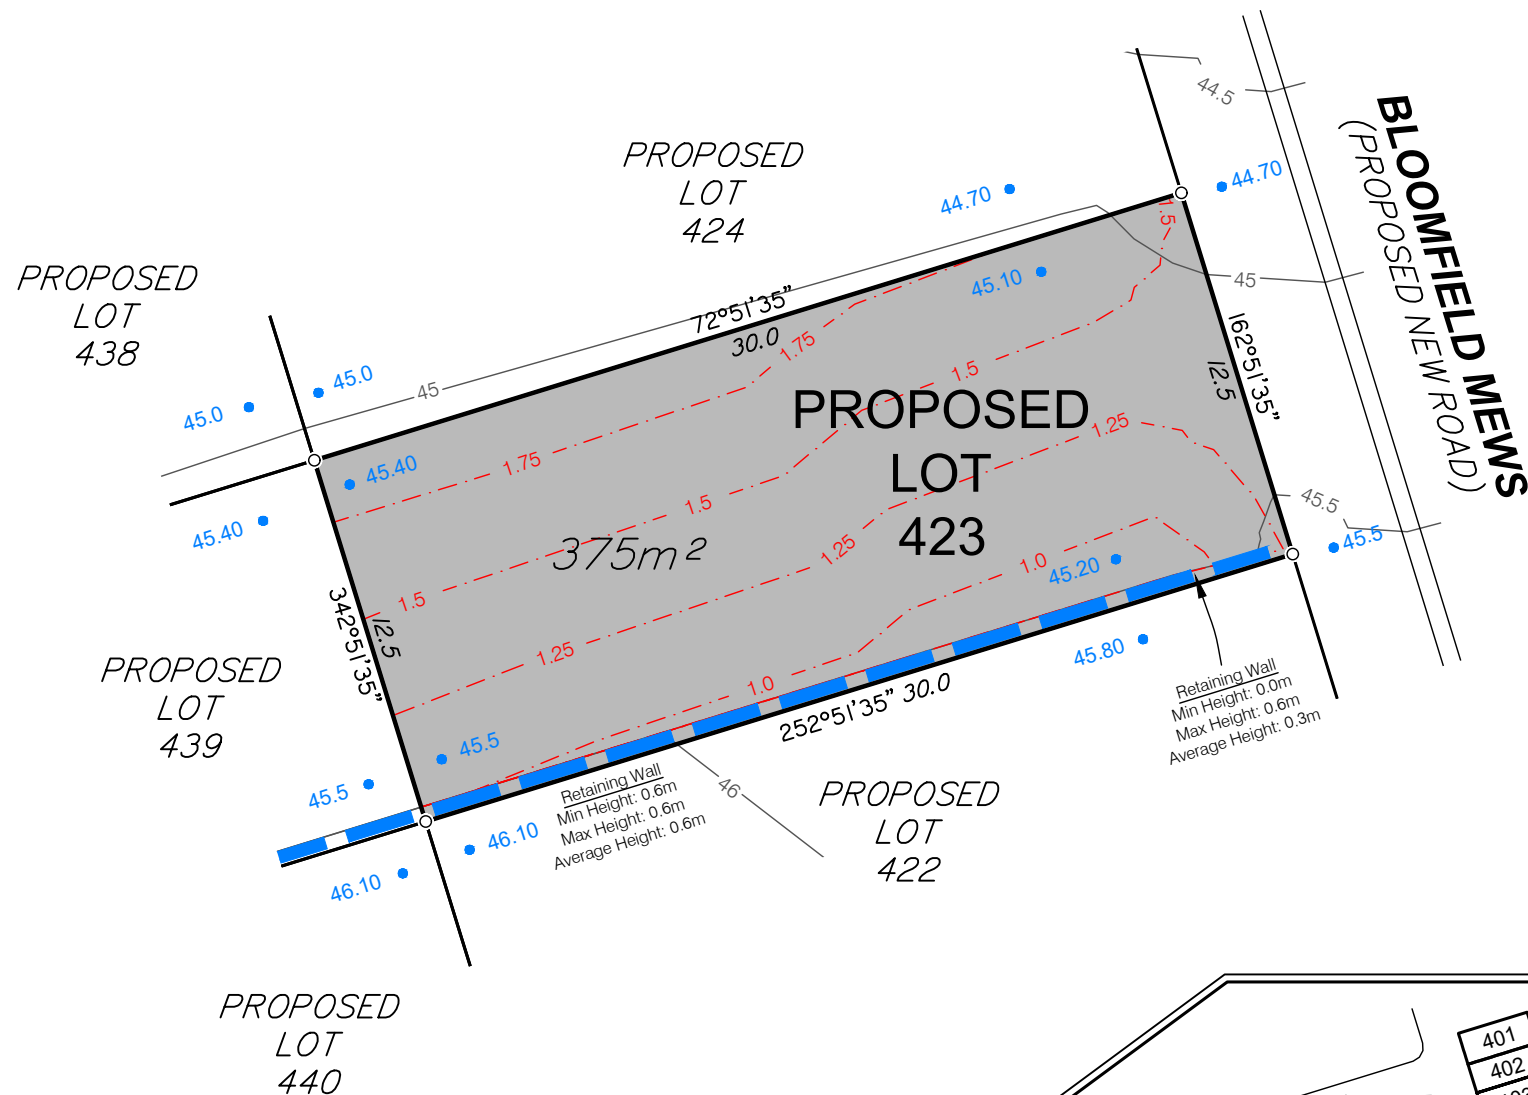 44.5
BLOOMFIELD MEWS
(PROPOSED NEW ROAD)
PROPOSED
LOT
424
44.70
44.70
1.5
PROPOSED
LOT
438
45.10
45
72°51'35"
30.0
1.75
162°51'35"
12.5
45.0
45.0
45
1.5
PROPOSED
LOT
423
1.25
45.40
1.75
45.40
1.5
45.5
45.5
375m²
1.25
1.0
45.20
1.5
342°51'35"
12.5
1.25
45.80
PROPOSED
LOT
439
1.0
252°51'35" 30.0
Retaining Wall
Min Height: 0.0m
Max Height: 0.6m
Average Height: 0.3m
45.5
45.5
Retaining Wall
Min Height: 0.6m
Max Height: 0.6m
Average Height: 0.6m
46
PROPOSED
LOT
422
46.10
46.10
PROPOSED
LOT
440
401
402